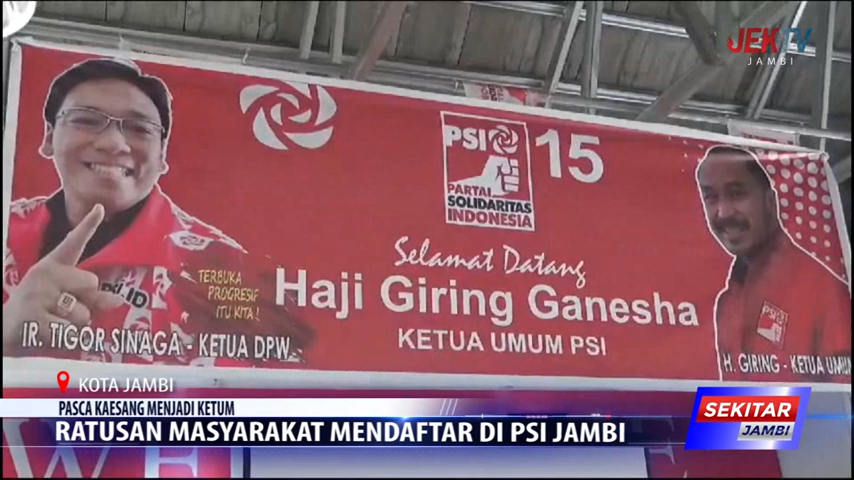 JEKTV
JAMBI
PSI
15
PARTAI
SOLIDARITAS
INDONESIA
Selamat Datang
Haji Giring Ganesha
KETUA UMUM PSI
TERBUKA
PROGRESIF
ITU KITA!
IR. TIGOR SINAGA - KETUA DPW
PSI
H. GIRING - KETUA UMUM
KOTA JAMBI
PASCA KAESANG MENJADI KETUM
RATUSAN MASYARAKAT MENDAFTAR DI PSI JAMBI
SEKITAR
JAMBI